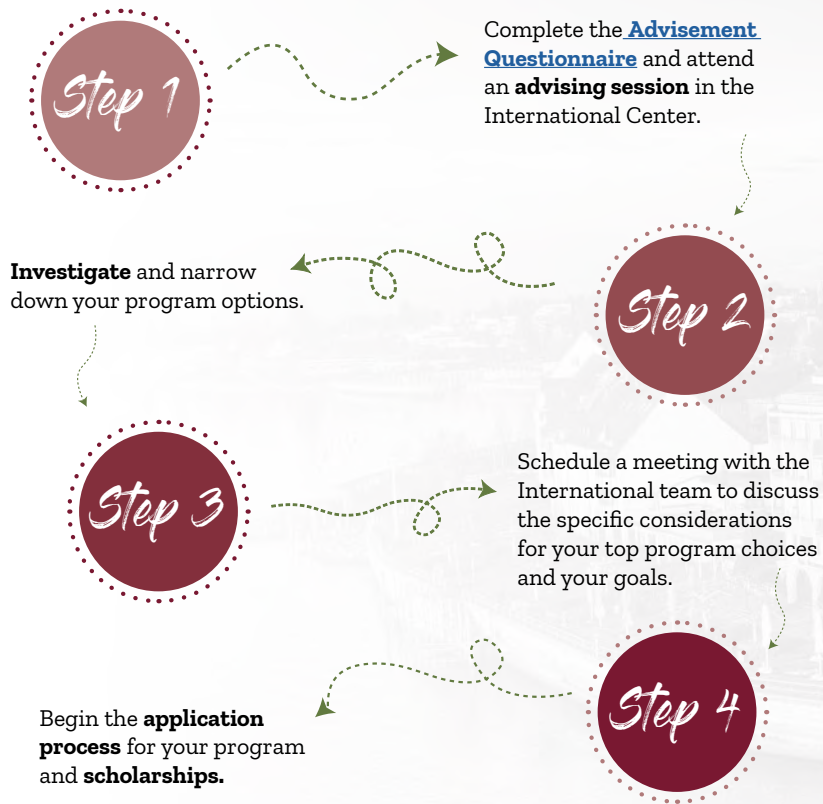 Step 1
Complete the Advisement
Questionnaire and attend
an advising session in the
International Center.
Step 2
Investigate and narrow
down your program options.
Step 3
Schedule a meeting with the
International team to discuss
the specific considerations
for your top program choices
and your goals.
Step 4
Begin the application
process for your program
and scholarships.